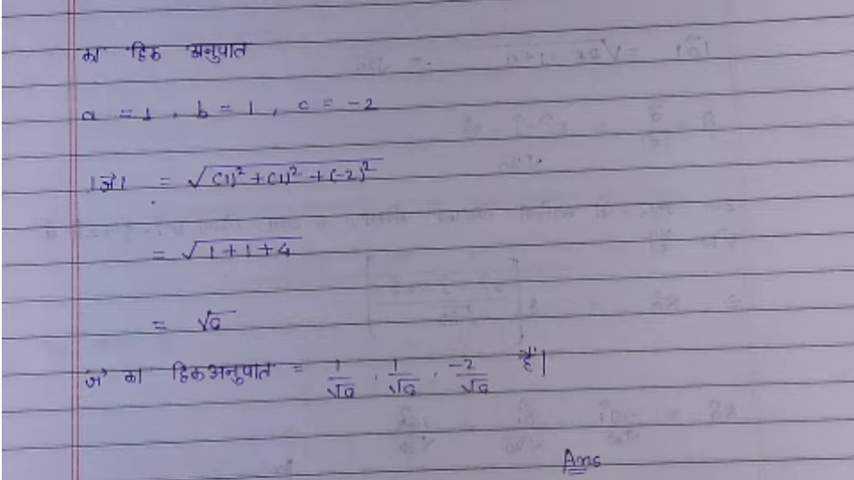 का दिक अनुपात
a = 1, b = 1, c = -2
= √(1)² + (1)² + (-2)²
= √1 + 1 + 4
= √6
का दिकअनुपात = 1/√6, 1/√6, -2/√6 है।
Ans